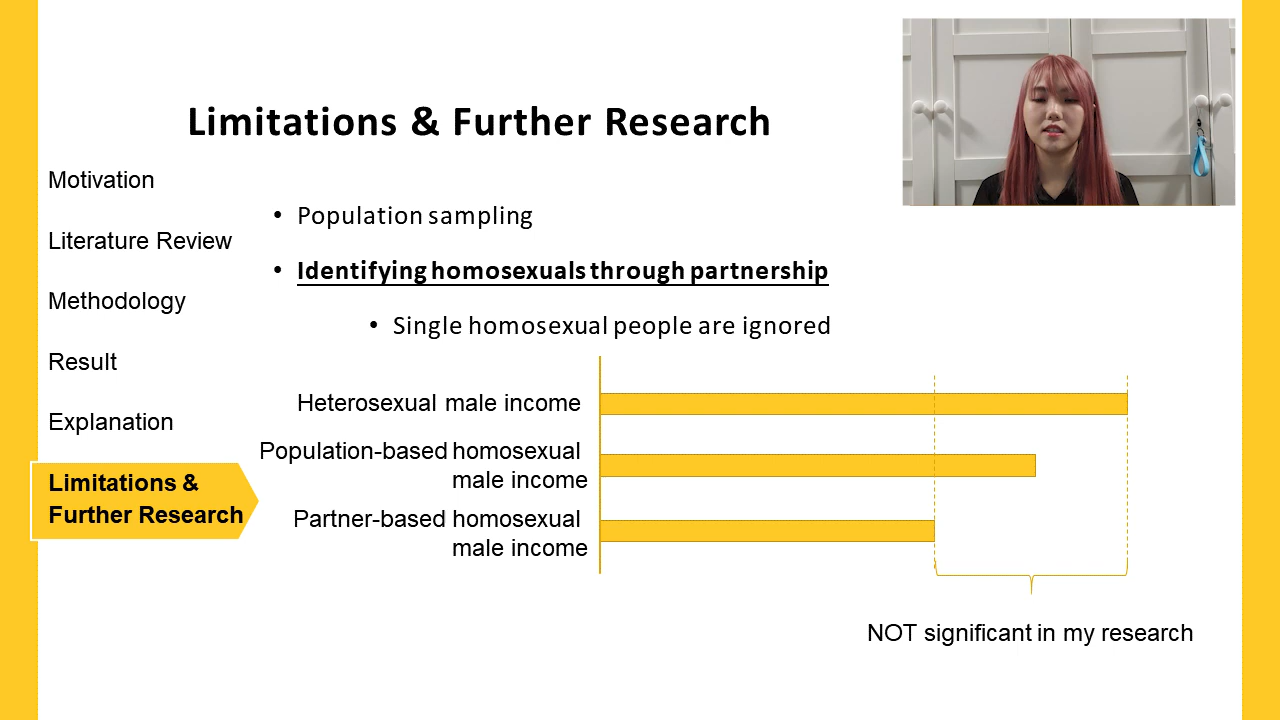 Limitations & Further Research
Motivation
Literature Review
Methodology
Result
Explanation
Limitations &
Further Research
• Population sampling
• Identifying homosexuals through partnership
• Single homosexual people are ignored
Heterosexual male income
Population-based homosexual
male income
Partner-based homosexual
male income
NOT significant in my research